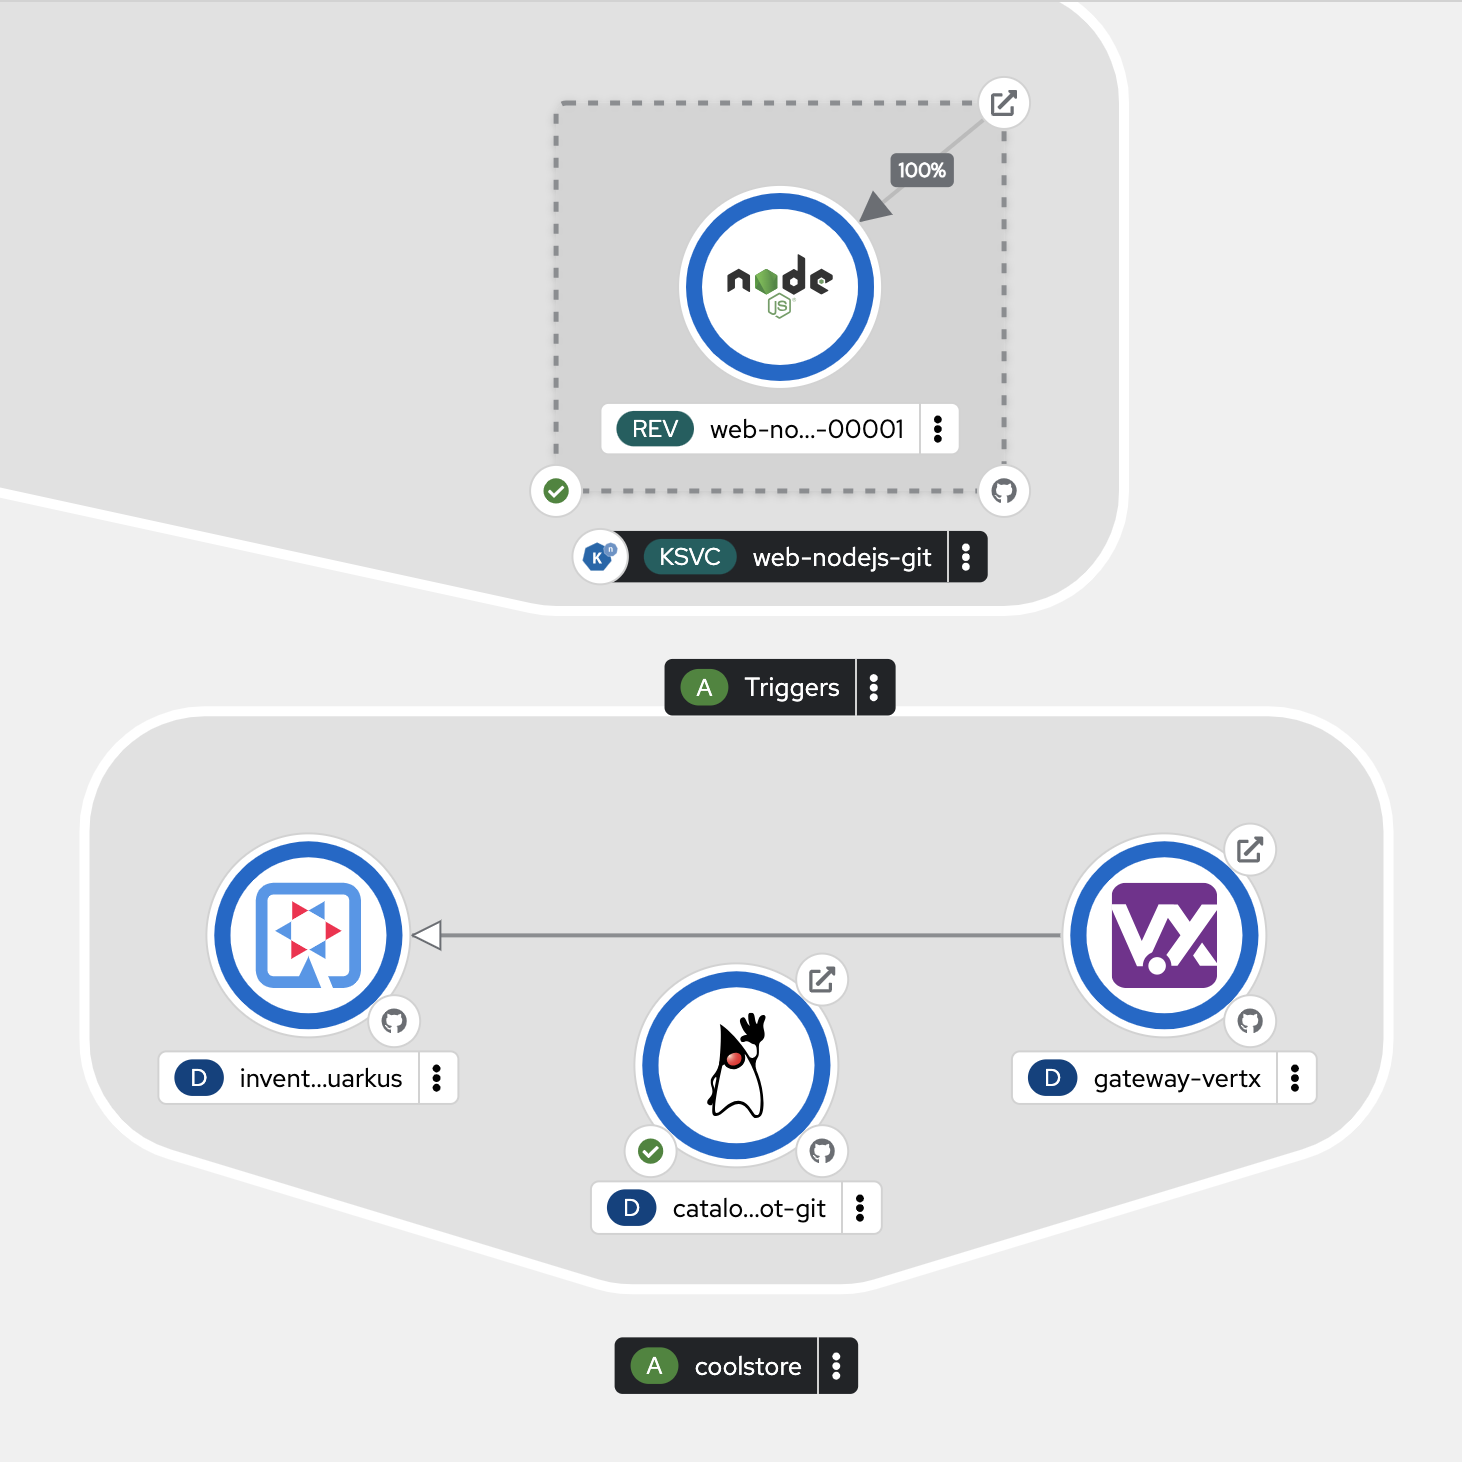 100%
node
JS
REV web-no...-00001
K n
KSVC web-nodejs-git
A Triggers
V.X
D invent...uarkus
D gateway-vertx
D catalo...ot-git
A coolstore